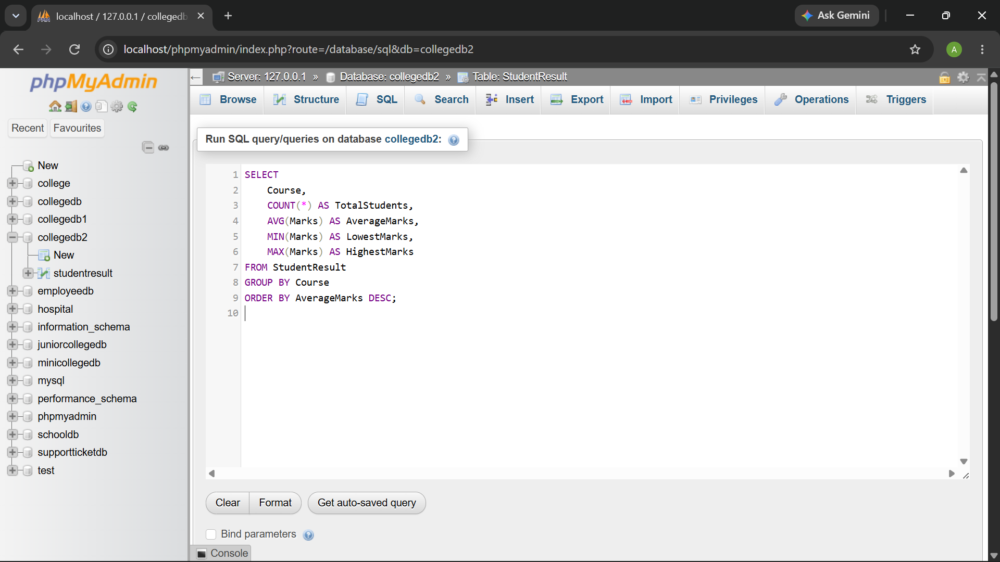 localhost / 127.0.0.1 / collegedb
Ask Gemini
localhost/phpmyadmin/index.php?route=/database/sql&db=collegedb2
A
phpMyAdmin
Recent
Favourites
New
college
collegedb
collegedb1
collegedb2
New
studentresult
employeedb
hospital
information_schema
juniorcollegedb
minicollegedb
mysql
performance_schema
phpmyadmin
schooldb
supportticketdb
test
Server: 127.0.0.1 » Database: collegedb2 » Table: StudentResult
Browse
Structure
SQL
Search
Insert
Export
Import
Privileges
Operations
Triggers
Run SQL query/queries on database collegedb2:
1 SELECT
2 Course,
3 COUNT(*) AS TotalStudents,
4 AVG(Marks) AS AverageMarks,
5 MIN(Marks) AS LowestMarks,
6 MAX(Marks) AS HighestMarks
7 FROM StudentResult
8 GROUP BY Course
9 ORDER BY AverageMarks DESC;
10
Clear
Format
Get auto-saved query
Bind parameters
Console